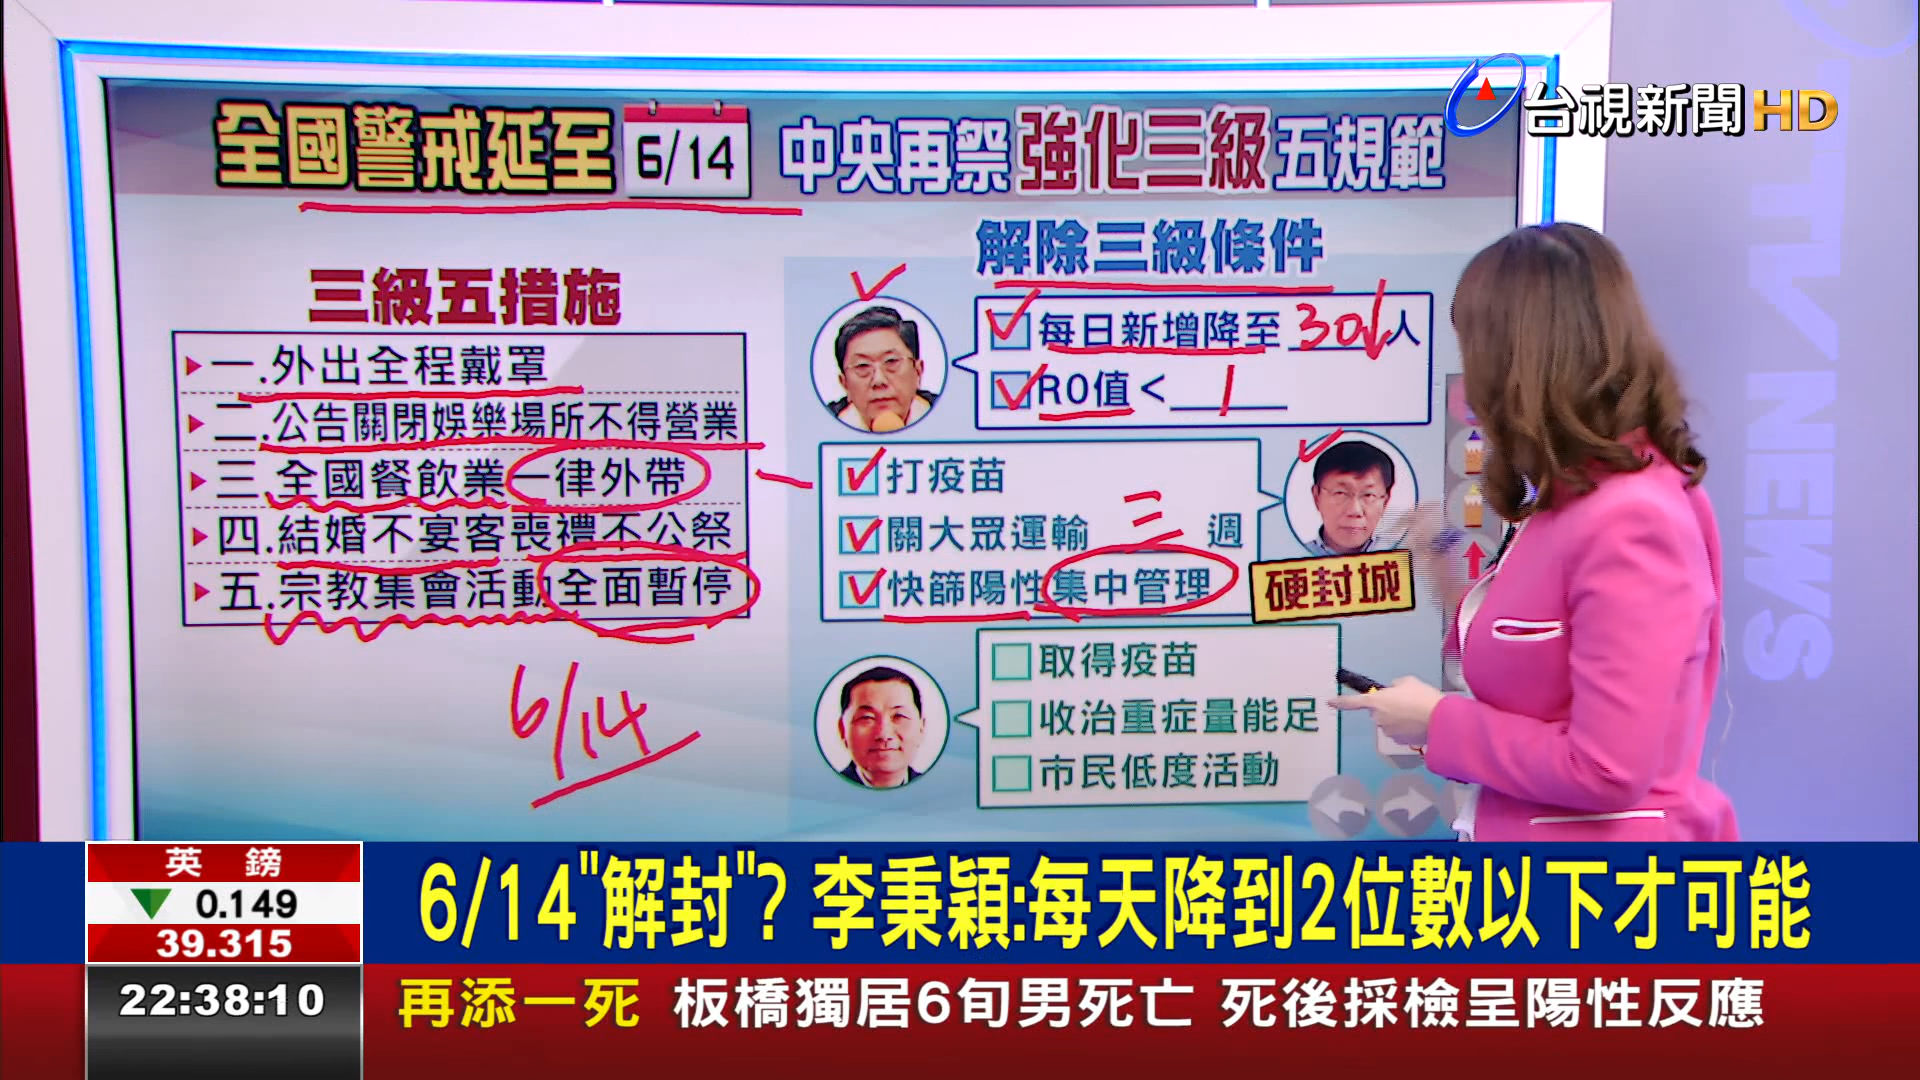 台視新聞HD
全國警戒延至 6/14 中央再祭強化三級五規範
三級五措施
一.外出全程戴罩
二.公告關閉娛樂場所不得營業
三.全國餐飲業一律外帶
四.結婚不宴客喪禮不公祭
五.宗教集會活動全面暫停
6/14
解除三級條件
每日新增降至 30 人
R0值< 1
打疫苗
關大眾運輸 三 週
快篩陽性集中管理
硬封城
取得疫苗
收治重症量能足
市民低度活動
TTV NEWS
英鎊
0.149
39.315
22:38:10
6/14"解封"? 李秉穎:每天降到2位數以下才可能
再添一死 板橋獨居6旬男死亡 死後採檢呈陽性反應